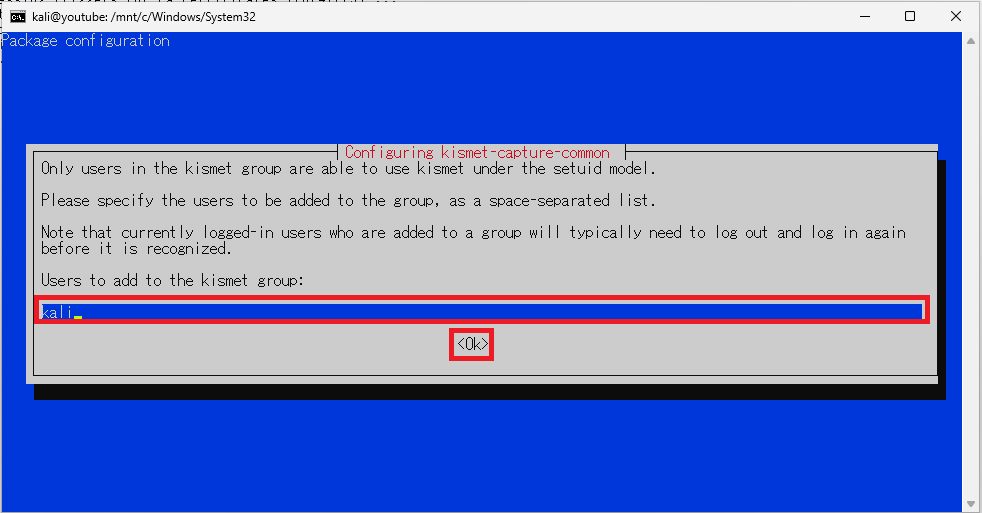 kali@youtube: /mnt/c/Windows/System32
Package configuration
Configuring kismet-capture-common
Only users in the kismet group are able to use kismet under the setuid model.
Please specify the users to be added to the group, as a space-separated list.
Note that currently logged-in users who are added to a group will typically need to log out and log in again
before it is recognized.
Users to add to the kismet group:
kali
<Ok>